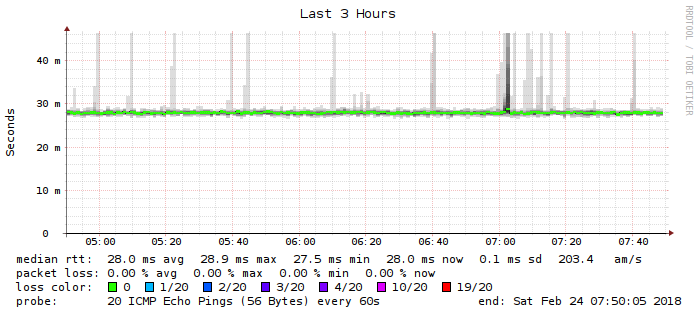 Last 3 Hours
RRDTOOL / TOBI OETIKER
Seconds
40 m
30 m
20 m
10 m
0
05:00 05:20 05:40 06:00 06:20 06:40 07:00 07:20 07:40
median rtt: 28.0 ms avg 28.9 ms max 27.5 ms min 28.0 ms now 0.1 ms sd 203.4 am/s
packet loss: 0.00 % avg 0.00 % max 0.00 % min 0.00 % now
loss color: 0 1/20 2/20 3/20 4/20 10/20 19/20
probe: 20 ICMP Echo Pings (56 Bytes) every 60s end: Sat Feb 24 07:50:05 2018